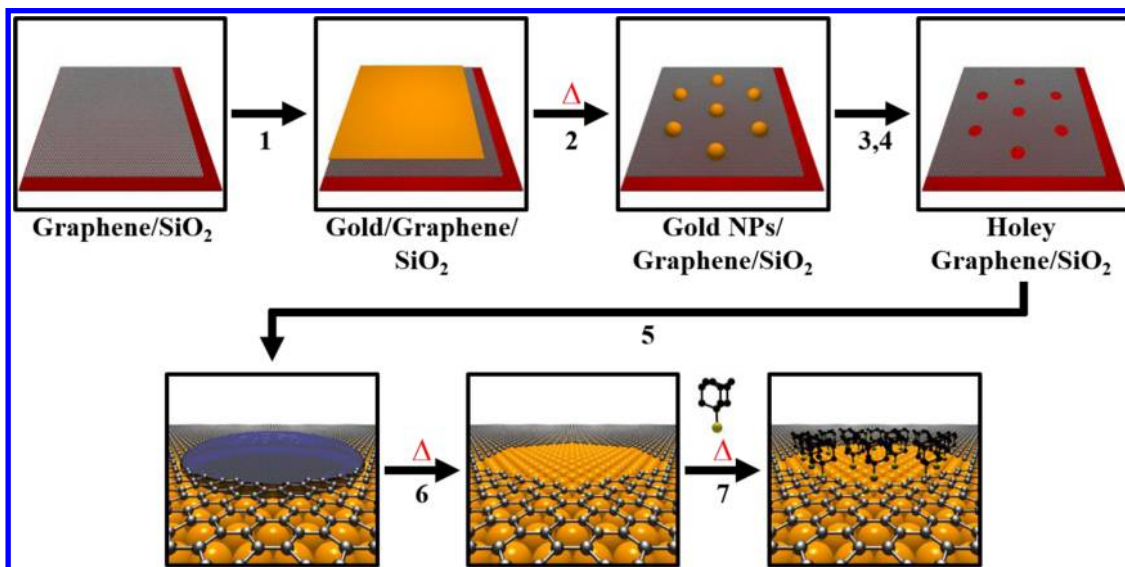 Δ
1
2
3,4
Graphene/SiO₂
Gold/Graphene/
SiO₂
Gold NPs/
Graphene/SiO₂
Holey
Graphene/SiO₂
5
Δ
6
Δ
7